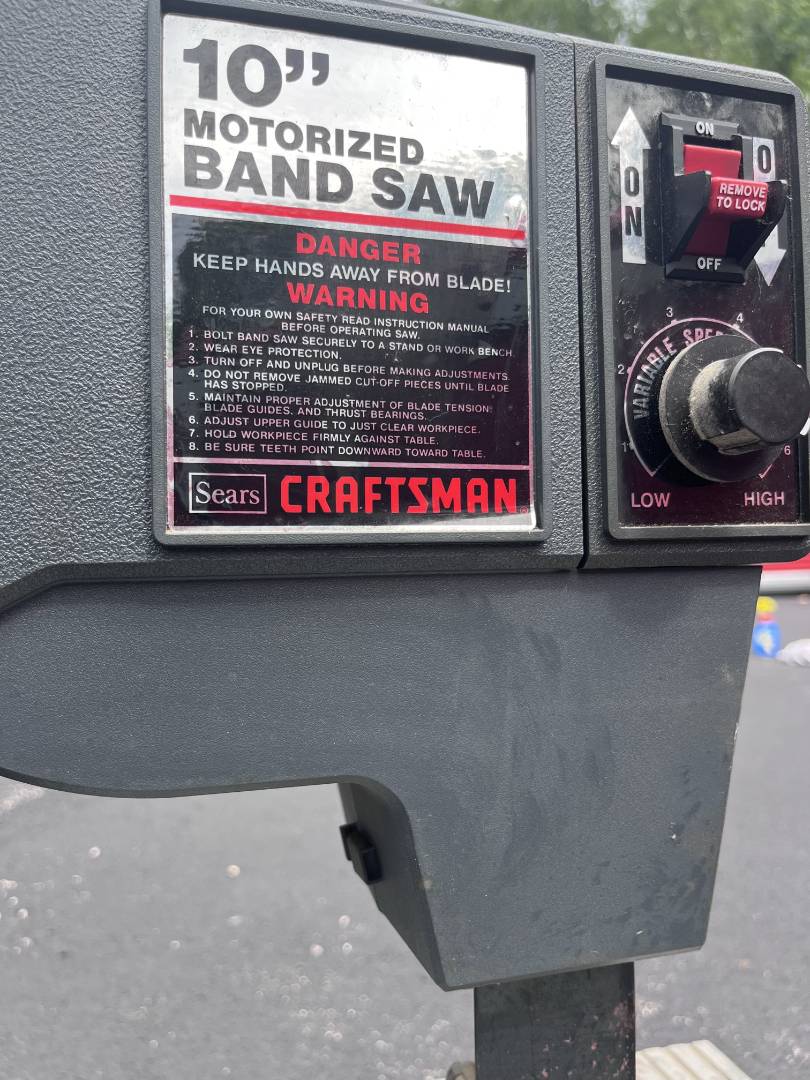 10”
MOTORIZED
BAND SAW
DANGER
KEEP HANDS AWAY FROM BLADE!
WARNING
FOR YOUR OWN SAFETY READ INSTRUCTION MANUAL
BEFORE OPERATING SAW.
1. BOLT BAND SAW SECURELY TO A STAND OR WORK BENCH.
2. WEAR EYE PROTECTION.
3. TURN OFF AND UNPLUG BEFORE MAKING ADJUSTMENTS.
4. DO NOT REMOVE JAMMED CUT-OFF PIECES UNTIL BLADE
HAS STOPPED.
5. MAINTAIN PROPER ADJUSTMENT OF BLADE TENSION,
BLADE GUIDES, AND THRUST BEARINGS.
6. ADJUST UPPER GUIDE TO JUST CLEAR WORKPIECE.
7. HOLD WORKPIECE FIRMLY AGAINST TABLE.
8. BE SURE TEETH POINT DOWNWARD TOWARD TABLE.
Sears CRAFTSMAN®
ON
ON
O
REMOVE
TO LOCK
OFF
VARIABLE SPE
1 2 3 4 6
LOW HIGH